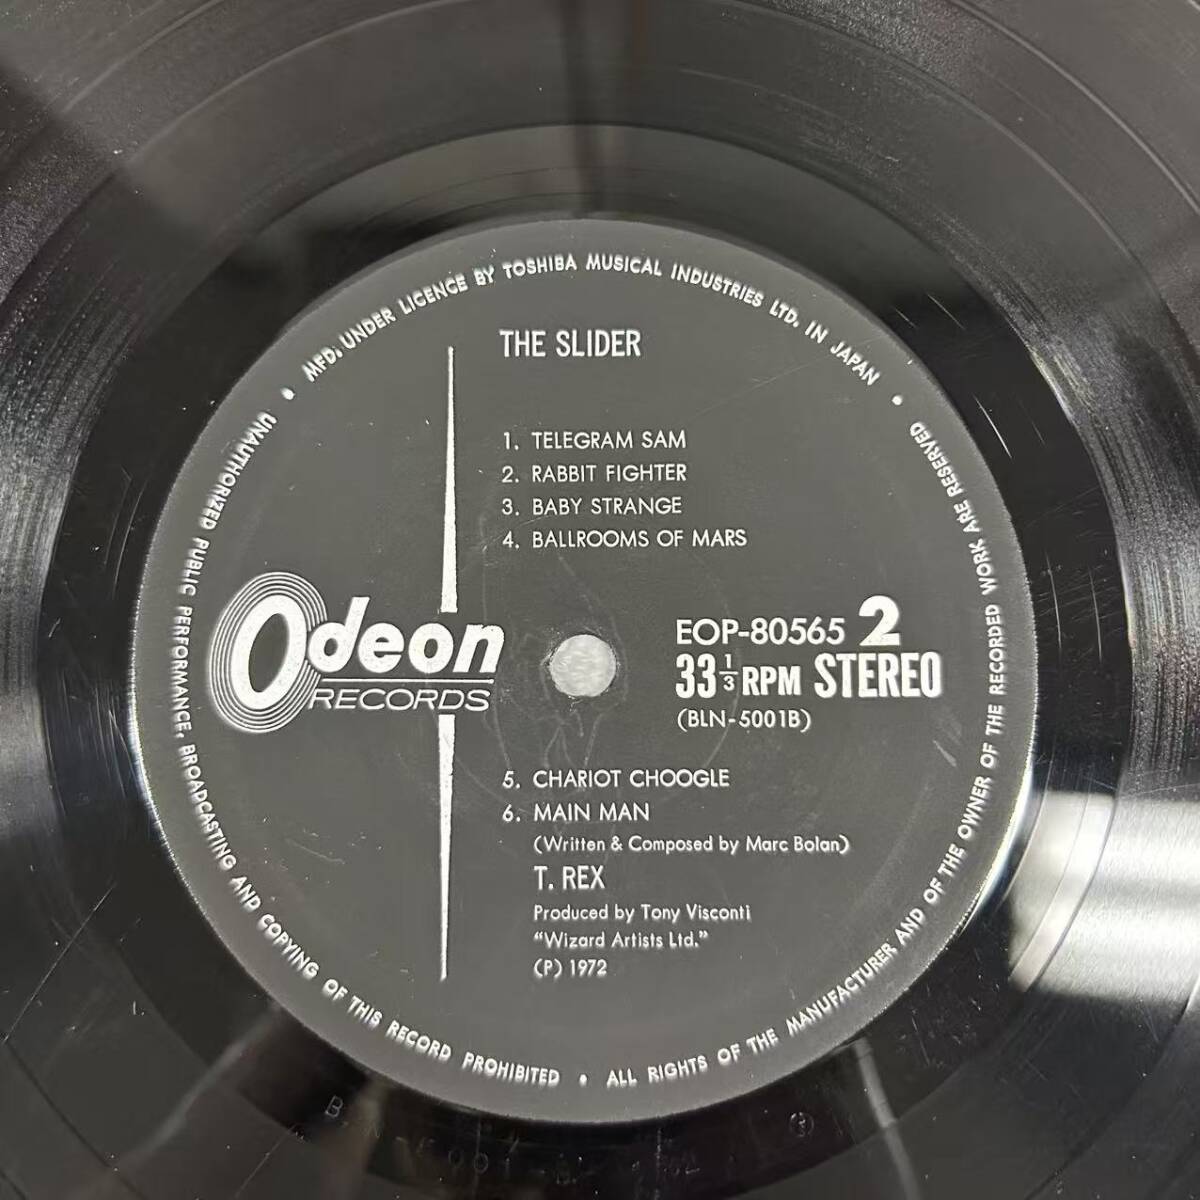 MFD. UNDER LICENCE BY TOSHIBA MUSICAL INDUSTRIES LTD. IN JAPAN
THE SLIDER
1. TELEGRAM SAM
2. RABBIT FIGHTER
3. BABY STRANGE
4. BALLROOMS OF MARS
Odeon
RECORDS
EOP-80565 2
33 1/3 RPM STEREO
(BLN-5001B)
5. CHARIOT CHOOGLE
6. MAIN MAN
(Written & Composed by Marc Bolan)
T. REX
Produced by Tony Visconti
"Wizard Artists Ltd."
(P) 1972
UNAUTHORIZED PUBLIC PERFORMANCE, BROADCASTING AND COPYING OF THIS RECORD PROHIBITED • ALL RIGHTS OF THE MANUFACTURER AND OF THE OWNER OF THE RECORDED WORK ARE RESERVED